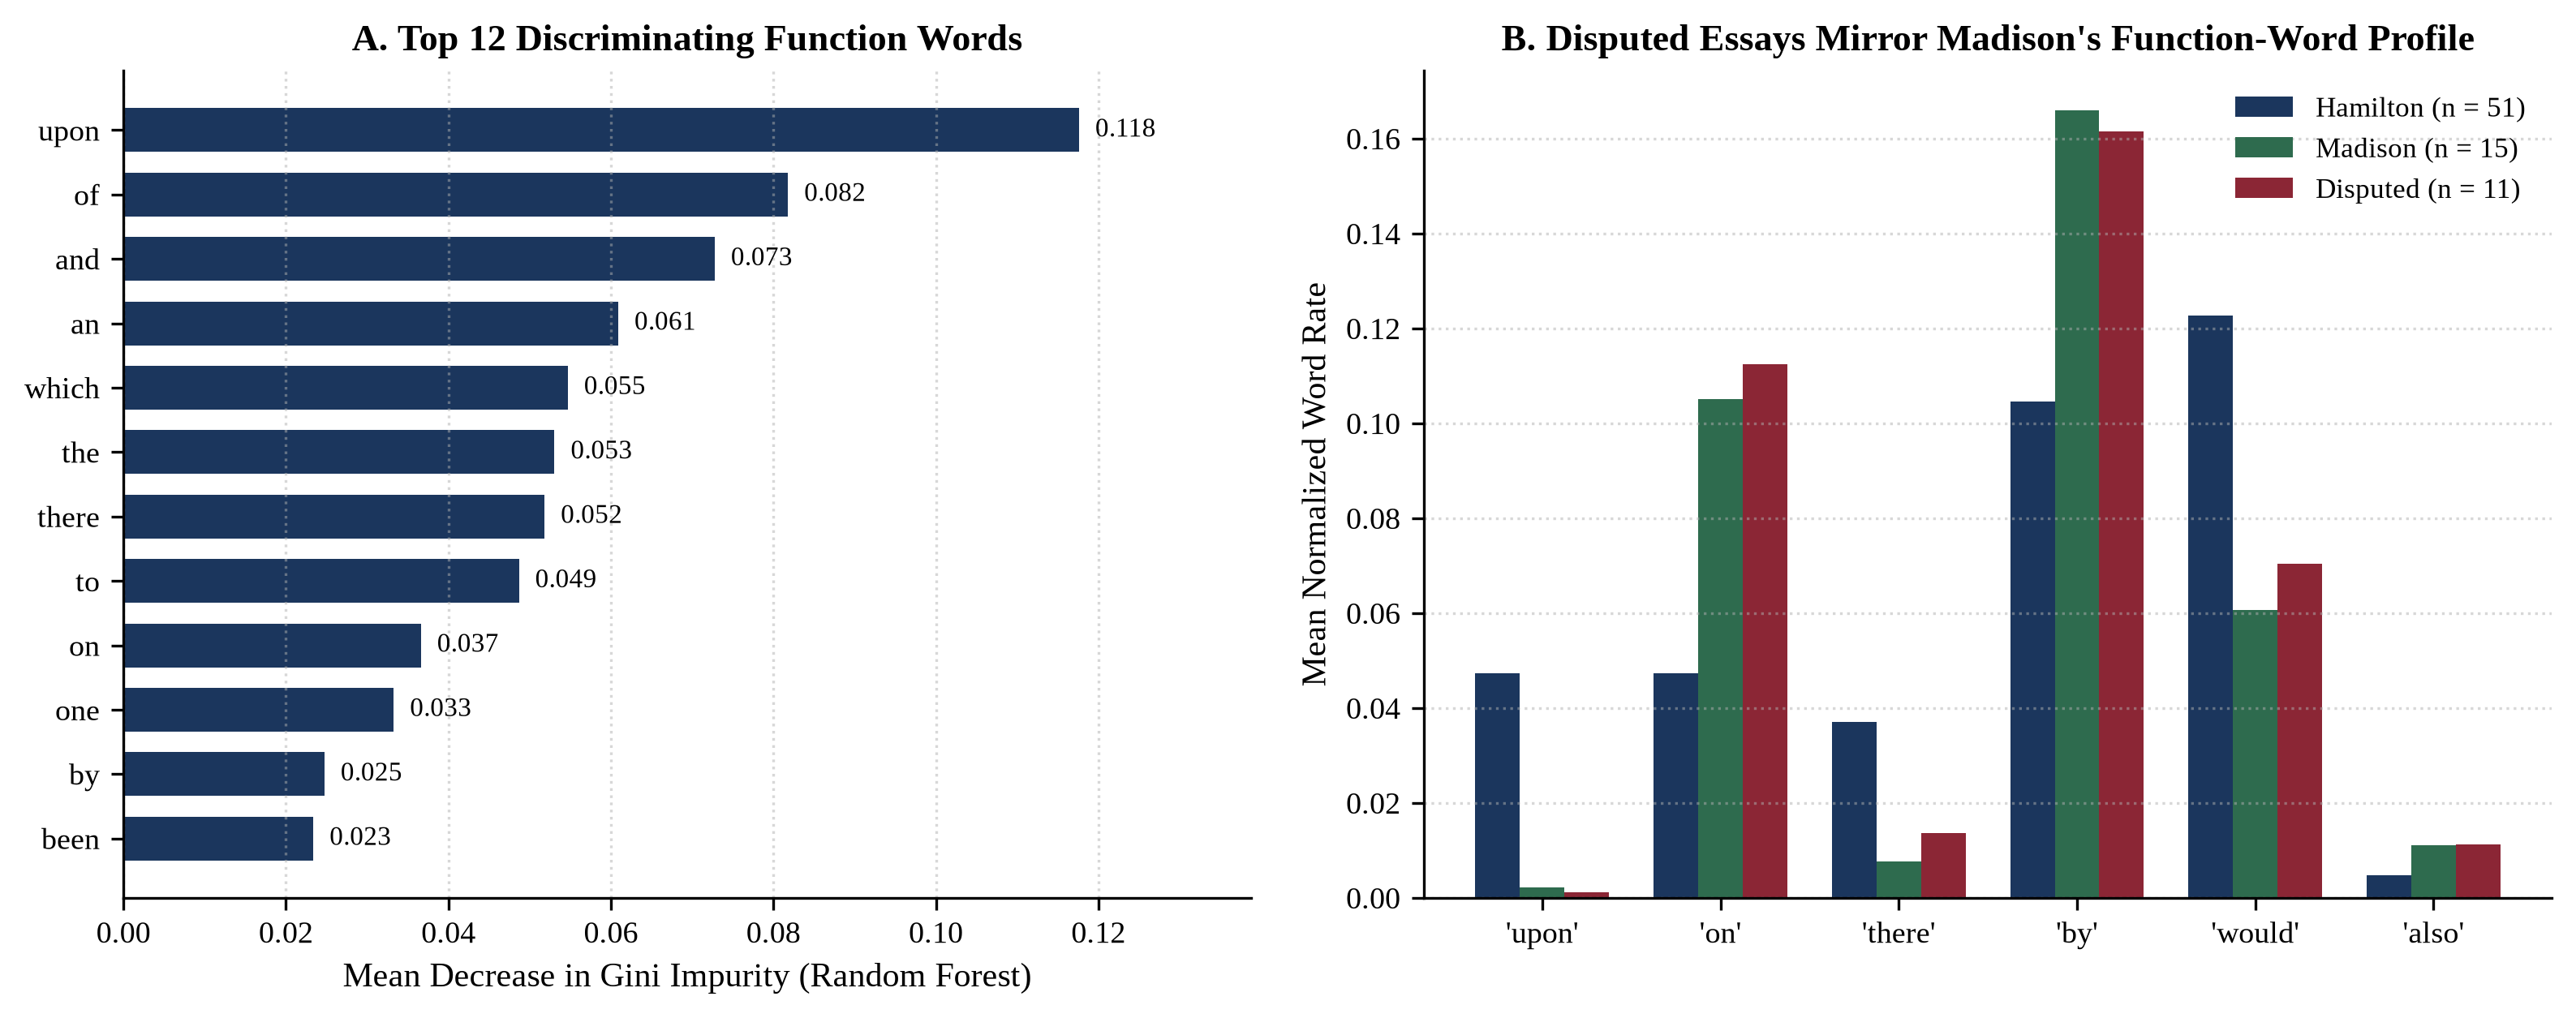 A. Top 12 Discriminating Function Words
upon 0.118
of 0.082
and 0.073
an 0.061
which 0.055
the 0.053
there 0.052
to 0.049
on 0.037
one 0.033
by 0.025
been 0.023
0.00 0.02 0.04 0.06 0.08 0.10 0.12
Mean Decrease in Gini Impurity (Random Forest)
B. Disputed Essays Mirror Madison's Function-Word Profile
Hamilton (n = 51)
Madison (n = 15)
Disputed (n = 11)
Mean Normalized Word Rate
0.16
0.14
0.12
0.10
0.08
0.06
0.04
0.02
0.00
'upon' 'on' 'there' 'by' 'would' 'also'